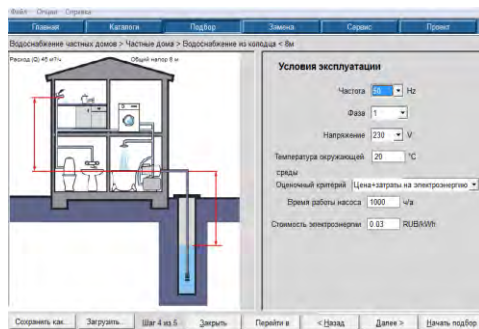 Файл Опции Справка
Главная Каталоги Подбор Замена Сервис Проект
Водоснабжение частных домов > Частные дома > Водоснабжение из колодца < 8м
Расход (Q) 45 м³/ч Общий напор 8 м
Условия эксплуатации
Частота 50 Hz
Фаза 1
Напряжение 230 V
Температура окружающей 20 °C
среды
Оценочный критерий Цена+затраты на электроэнергию
Время работы насоса 1000 ч/а
Стоимость электроэнергии 0.03 RUB/kWh
Сохранить как... Загрузить... Шаг 4 из 5 Закрыть Перейти в < Назад Далее > Начать подбор